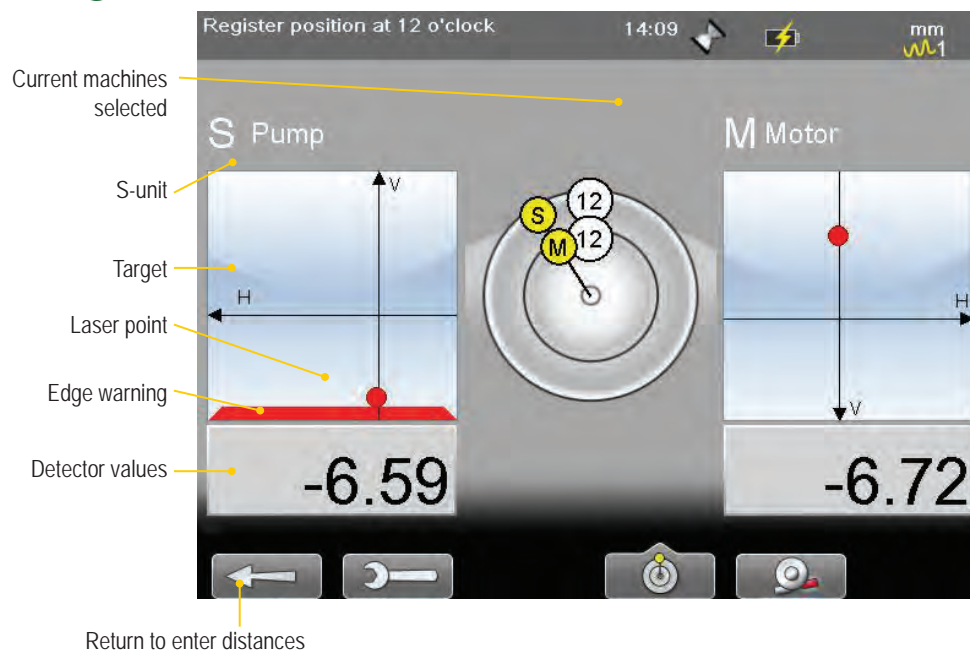 Register position at 12 o'clock
14:09
mm
1
Current machines
selected
S Pump
M Motor
S-unit
V
12
S
12
M
Target
H
H
Laser point
Edge warning
V
Detector values
-6.59
-6.72
Return to enter distances